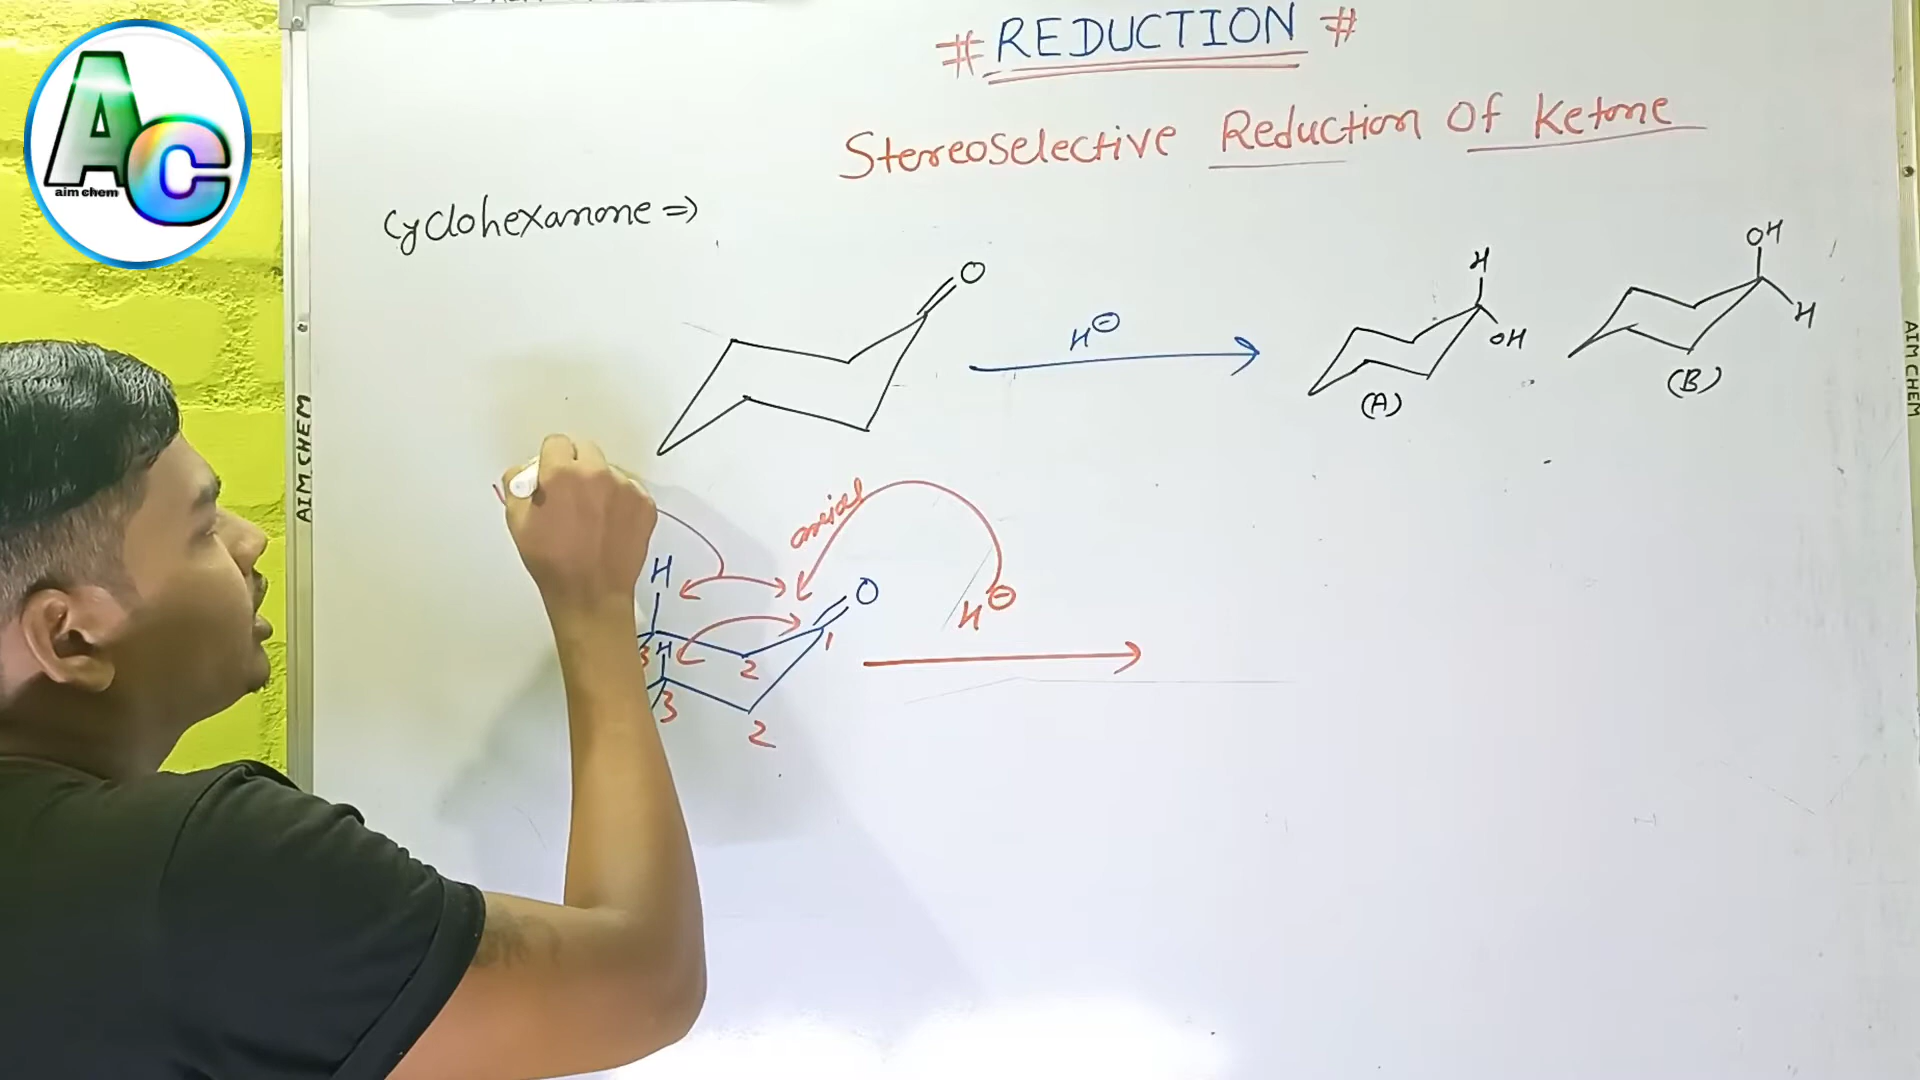 AC
aim chem
# REDUCTION #
Stereoselective Reduction Of Ketone
Cyclohexanone ⇒
O
H⊖
H
OH
(A)
OH
H
(B)
AIM CHEM
AIM CHEM
axial
H
O
H⊖
3
H
2
1
3
2